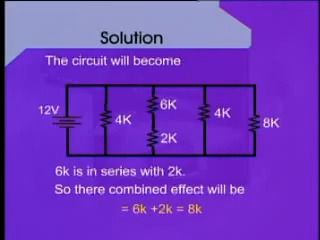 Solution
The circuit will become
12V
4K
6K
2K
4K
8K
6k is in series with 2k.
So there combined effect will be
= 6k +2k = 8k